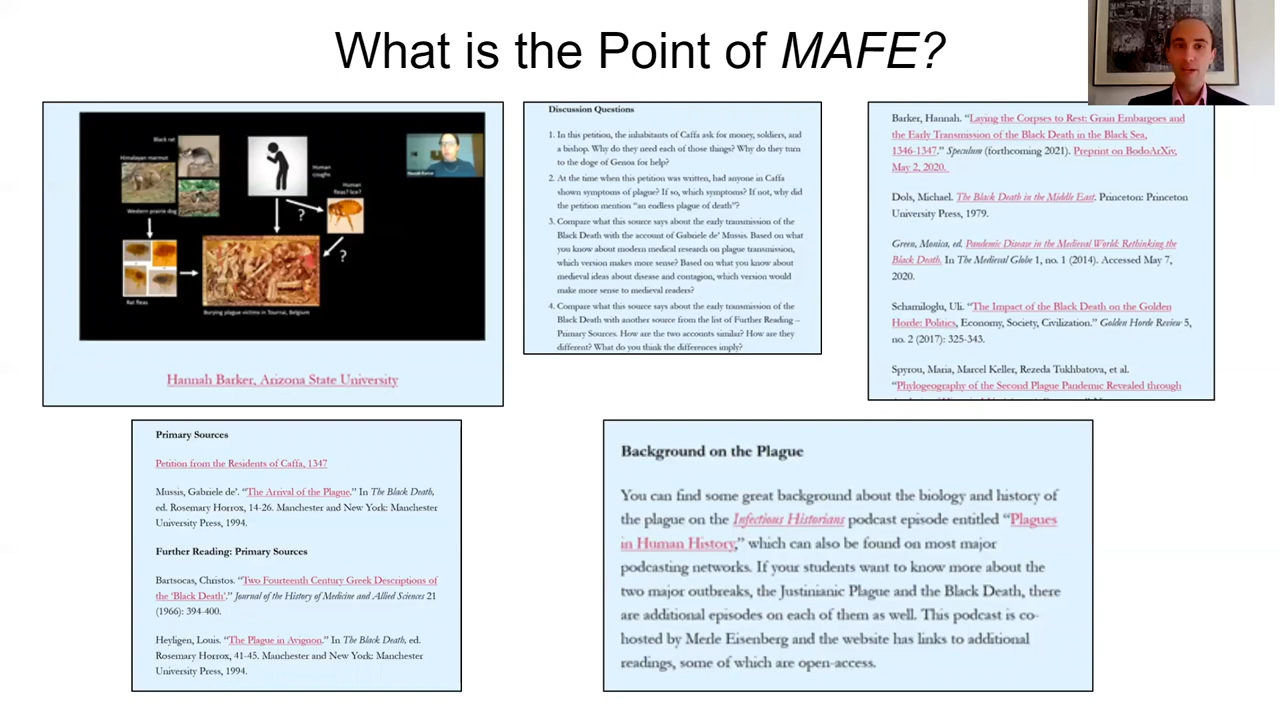 What is the Point of MAFE?
Black rat
Himalayan marmot
Western prairie dog
Rat fleas
Human
coughs
Human
fleas? lice?
?
?
Burying plague victims in Tournai, Belgium
Hannah Barker
Hannah Barker, Arizona State University
Discussion Questions
1. In this petition, the inhabitants of Caffa ask for money, soldiers, and
a bishop. Why do they need each of those things? Why do they turn
to the doge of Genoa for help?
2. At the time when this petition was written, had anyone in Caffa
shown symptoms of plague? If so, which symptoms? If not, why did
the petition mention “an endless plague of death”?
3. Compare what this source says about the early transmission of the
Black Death with the account of Gabriele de’ Mussis. Based on what
you know about modern medical research on plague transmission,
which version makes more sense? Based on what you know about
medieval ideas about disease and contagion, which version would
make more sense to medieval readers?
4. Compare what this source says about the early transmission of the
Black Death with another source from the list of Further Reading –
Primary Sources. How are the two accounts similar? How are they
different? What do you think the differences imply?
Barker, Hannah. “Laying the Corpses to Rest: Grain Embargoes and
the Early Transmission of the Black Death in the Black Sea,
1346-1347.” Speculum (forthcoming 2021). Preprint on BodoArXiv,
May 2, 2020.
Dols, Michael. The Black Death in the Middle East. Princeton: Princeton
University Press, 1979.
Green, Monica, ed. Pandemic Disease in the Medieval World: Rethinking the
Black Death. In The Medieval Globe 1, no. 1 (2014). Accessed May 7,
2020.
Schamiloglu, Uli. “The Impact of the Black Death on the Golden
Horde: Politics, Economy, Society, Civilization.” Golden Horde Review 5,
no. 2 (2017): 325-343.
Spyrou, Maria, Marcel Keller, Rezeda Tukhbatova, et al.
“Phylogeography of the Second Plague Pandemic Revealed through
Primary Sources
Petition from the Residents of Caffa, 1347
Mussis, Gabriele de’. “The Arrival of the Plague.” In The Black Death,
ed. Rosemary Horrox, 14-26. Manchester and New York: Manchester
University Press, 1994.
Further Reading: Primary Sources
Bartsocas, Christos. “Two Fourteenth Century Greek Descriptions of
the ‘Black Death’.” Journal of the History of Medicine and Allied Sciences 21
(1966): 394-400.
Heyligen, Louis. “The Plague in Avignon.” In The Black Death, ed.
Rosemary Horrox, 41-45. Manchester and New York: Manchester
University Press, 1994.
Background on the Plague
You can find some great background about the biology and history of
the plague on the Infectious Historians podcast episode entitled “Plagues
in Human History,” which can also be found on most major
podcasting networks. If your students want to know more about the
two major outbreaks, the Justinianic Plague and the Black Death, there
are additional episodes on each of them as well. This podcast is co-
hosted by Merle Eisenberg and the website has links to additional
readings, some of which are open-access.